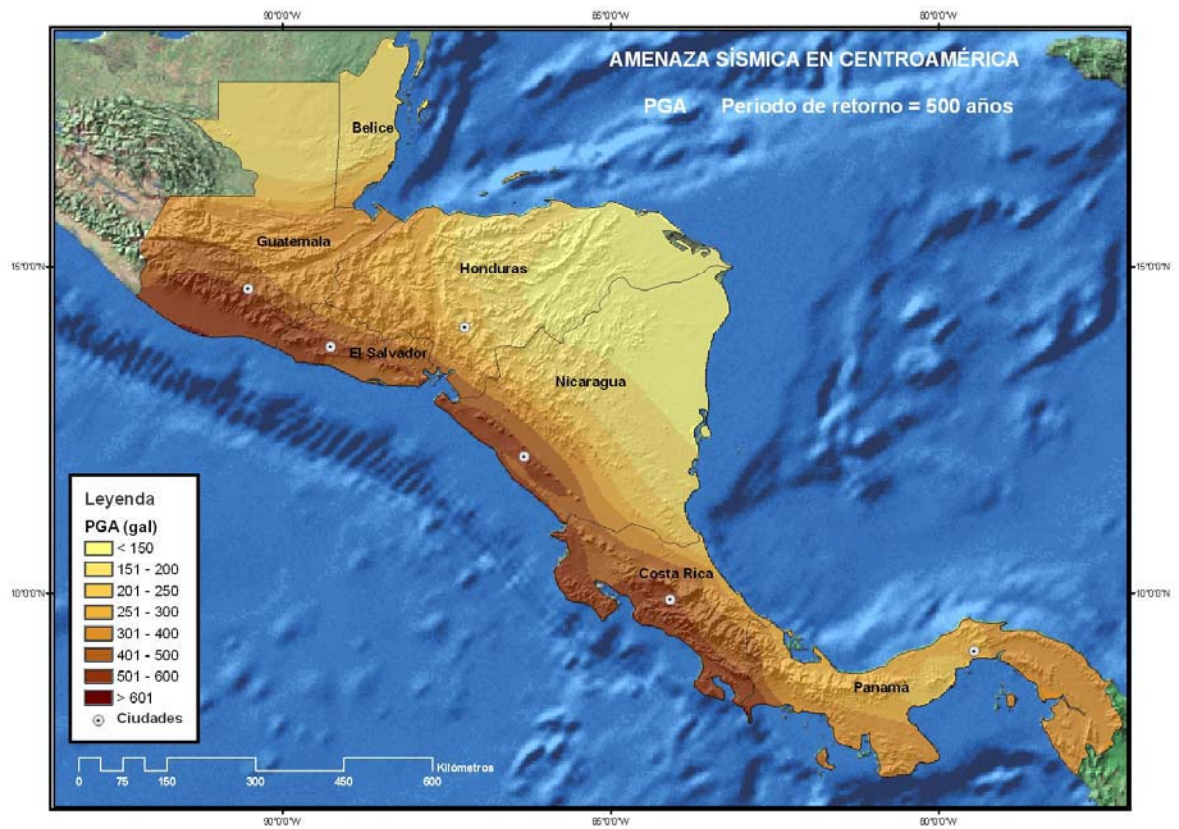 90°0'0"W 85°0'0"W 80°0'0"W
AMENAZA SÍSMICA EN CENTROAMÉRICA
PGA Periodo de retorno = 500 años
Belice
Guatemala
15°0'0"N
Honduras
15°0'0"N
El Salvador
Nicaragua
Leyenda
PGA (gal)
< 150
151 - 200
201 - 250
251 - 300
301 - 400
401 - 500
501 - 600
> 601
Ciudades
10°0'0"N
Costa Rica
10°0'0"N
Panamá
Kilómetros
0 75 150 300 450 600
90°0'0"W 85°0'0"W 80°0'0"W